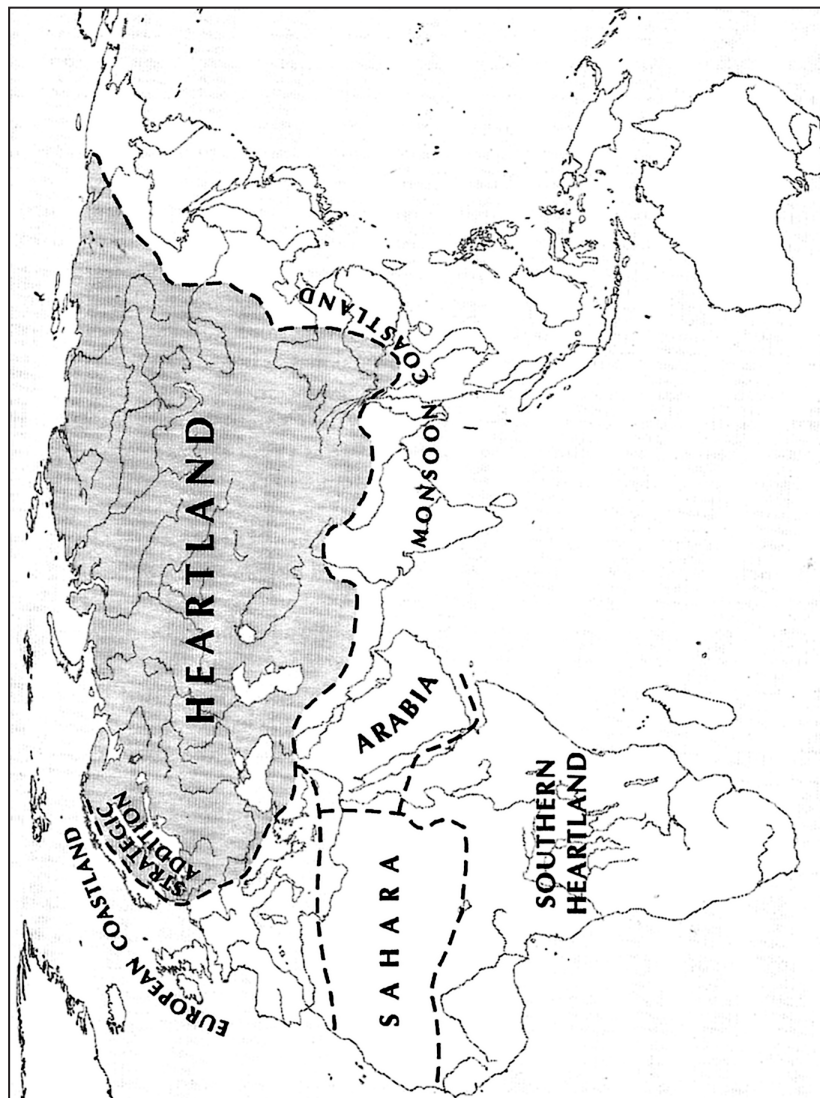 HEARTLAND
STRATEGIC
ADDITION
EUROPEAN COASTLAND
MONSOON COASTLAND
ARABIA
SAHARA
SOUTHERN
HEARTLAND